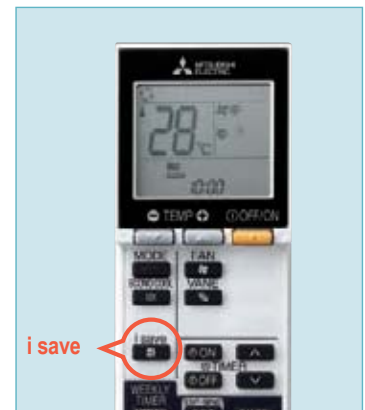 MITSUBISHI
ELECTRIC
28°C
10:00
TEMP OFF/ON
MODE FAN
ECONO COOL VANE
i save
i save
ON
TIMER
OFF
WEEKLY
TIMER